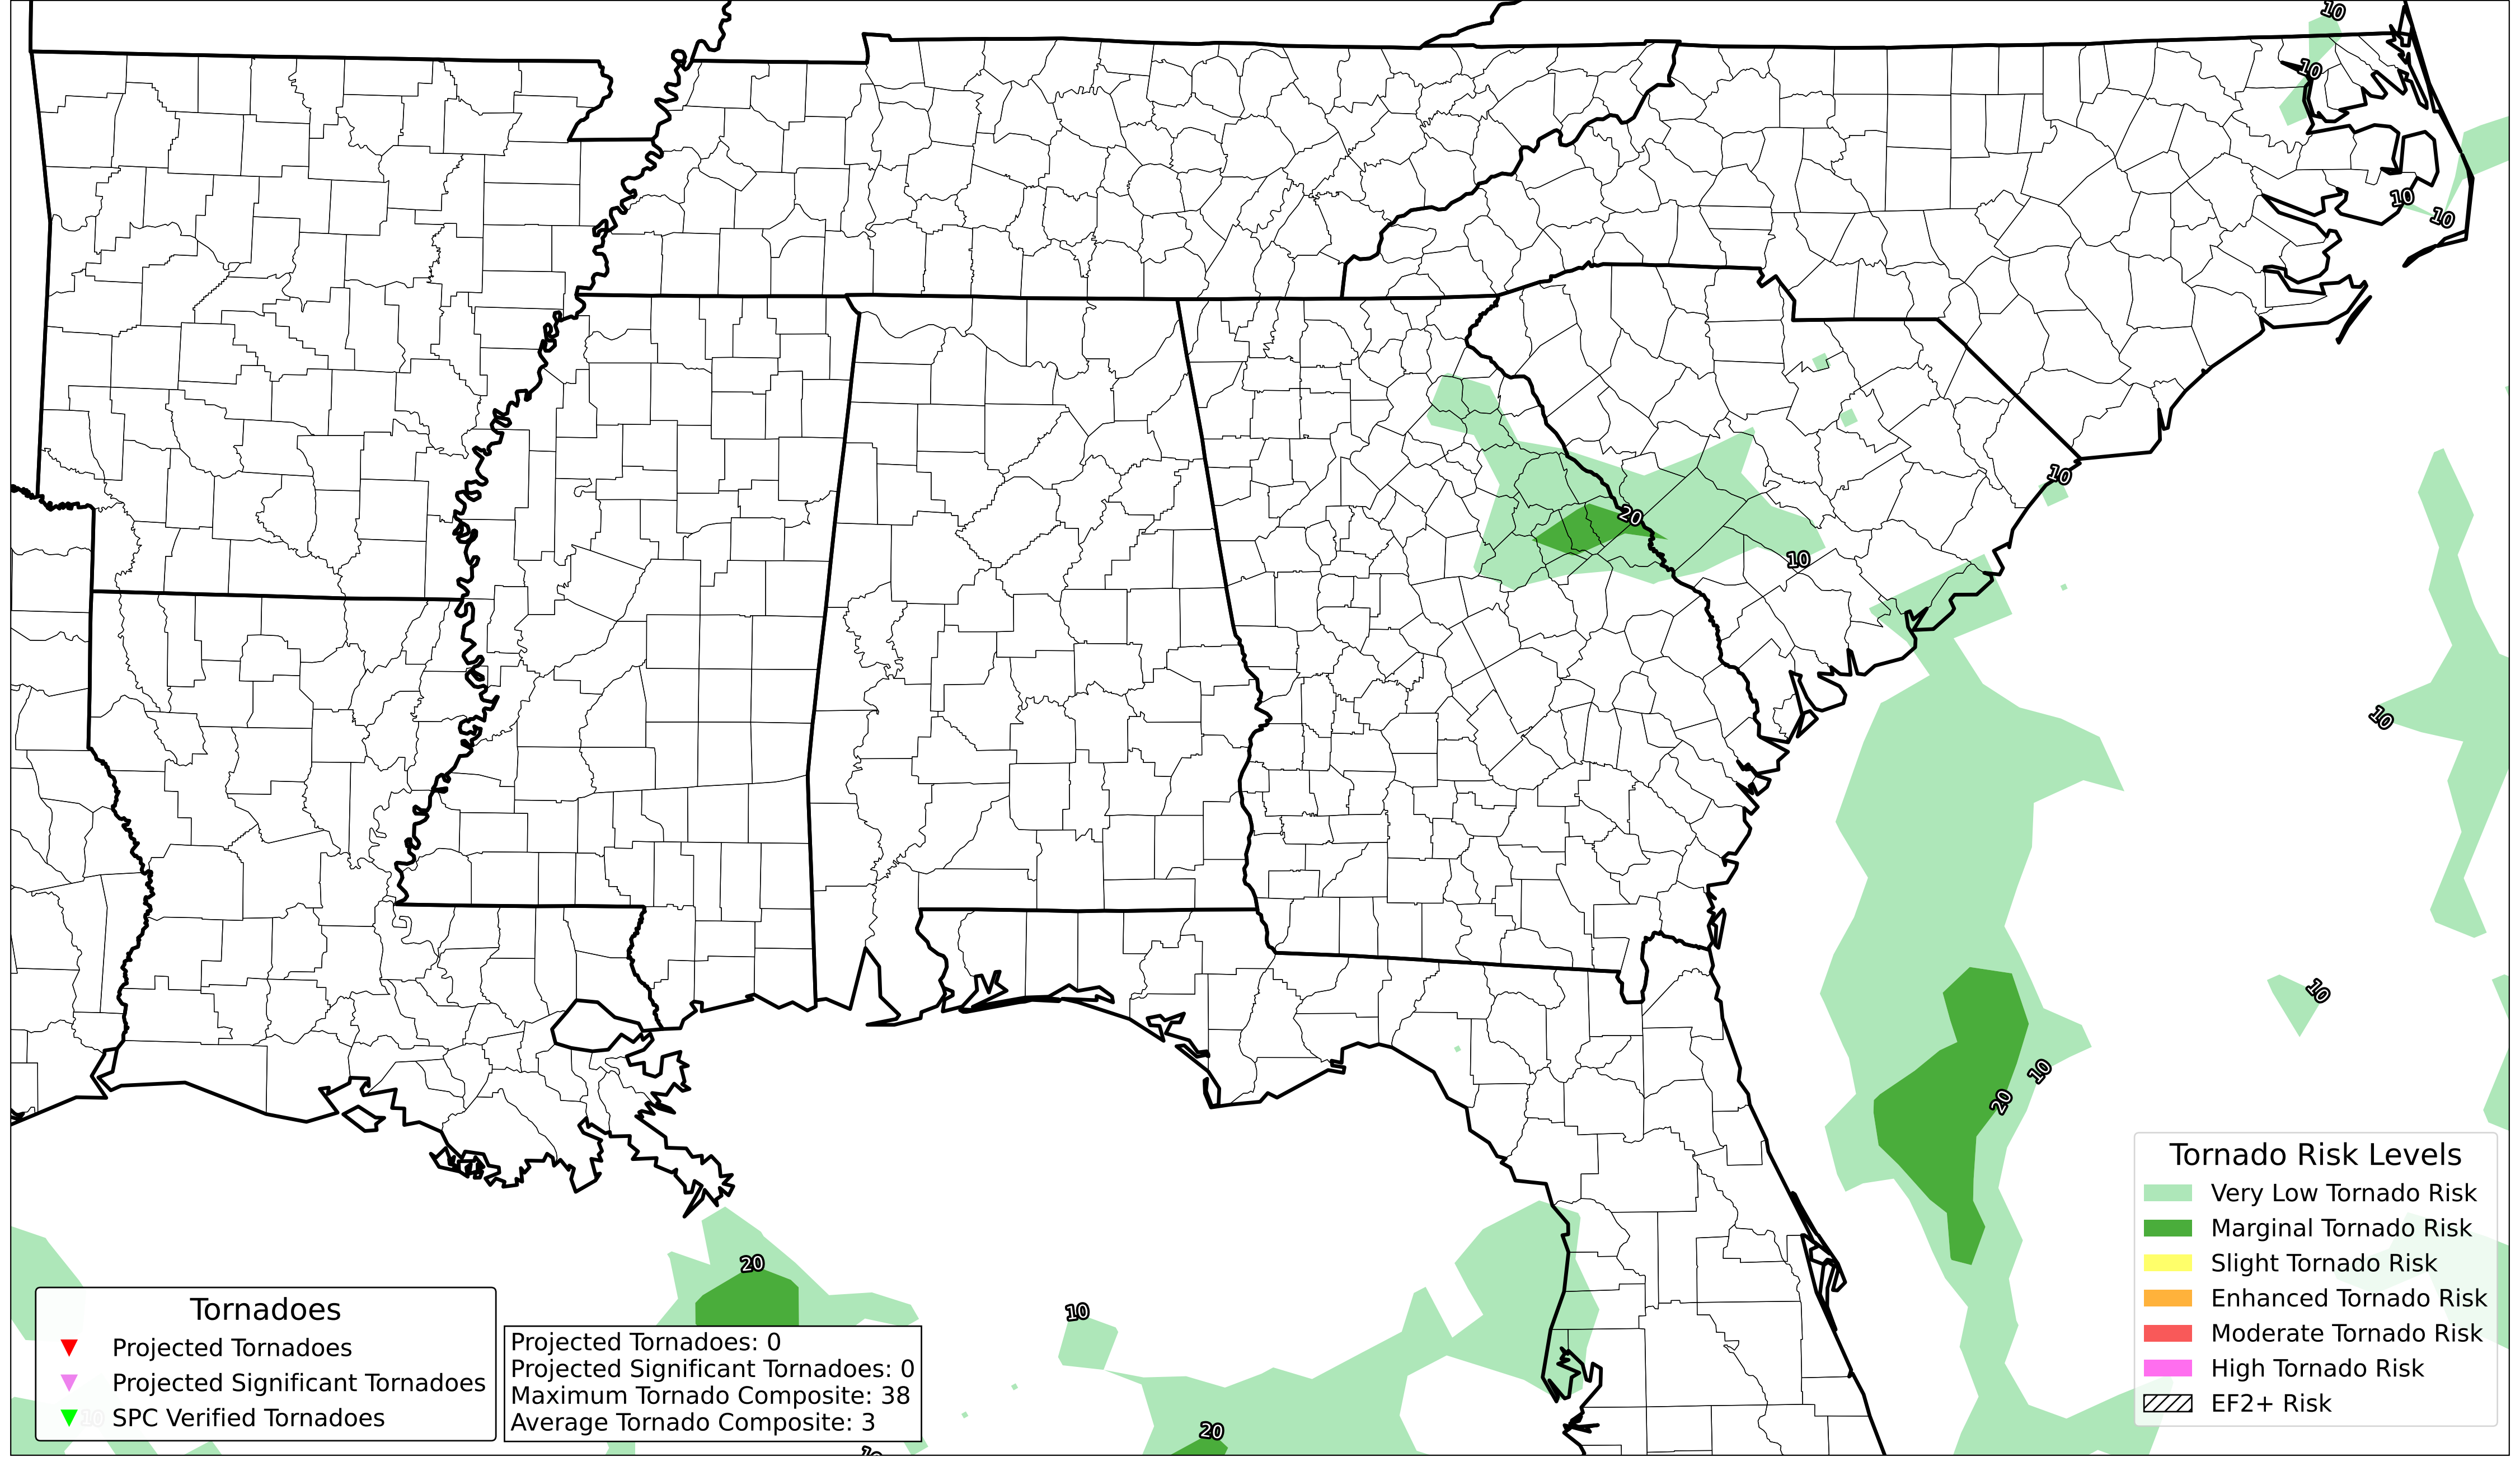 10
10
10
10
10
20
10
10
10
20
10
20
10
20
Tornadoes
Projected Tornadoes
Projected Significant Tornadoes
SPC Verified Tornadoes
Projected Tornadoes: 0
Projected Significant Tornadoes: 0
Maximum Tornado Composite: 38
Average Tornado Composite: 3
Tornado Risk Levels
Very Low Tornado Risk
Marginal Tornado Risk
Slight Tornado Risk
Enhanced Tornado Risk
Moderate Tornado Risk
High Tornado Risk
EF2+ Risk